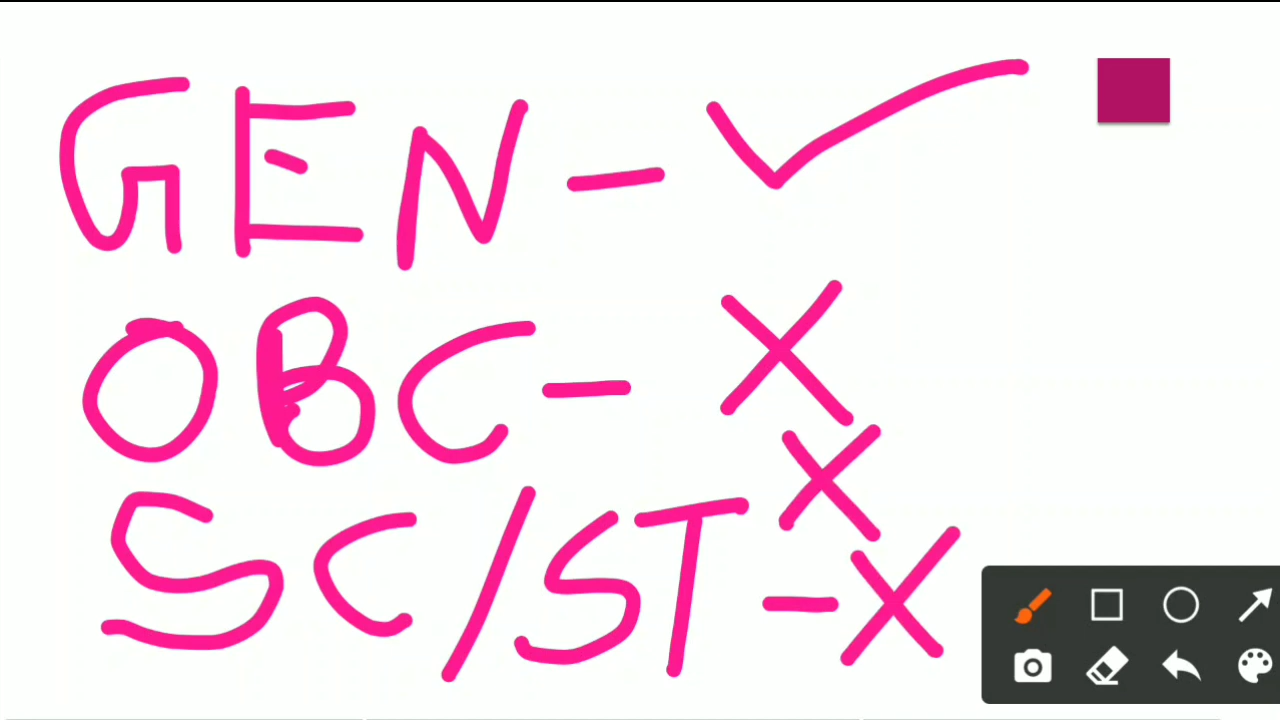 GEN - ✓
OBC - X
X
SC/ST - X